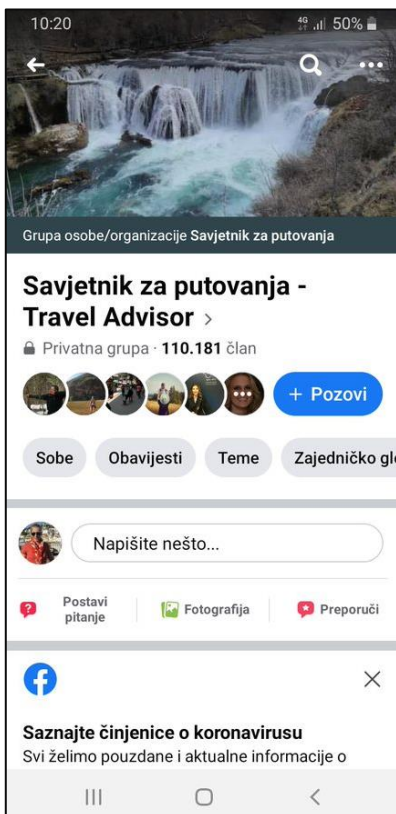 10:20
4G 50%
Grupa osobe/organizacije Savjetnik za putovanja
Savjetnik za putovanja -
Travel Advisor >
Privatna grupa · 110.181 član
+ Pozovi
Sobe Obavijesti Teme Zajedničko gle
Napišite nešto...
Postavi
pitanje
Fotografija
Preporuči
Saznajte činjenice o koronavirusu
Svi želimo pouzdane i aktualne informacije o